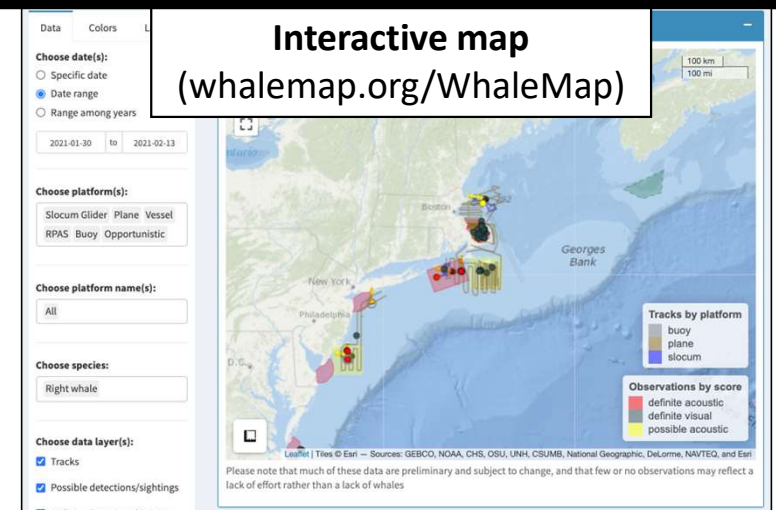 Interactive map
(whalemap.org/WhaleMap)
Data
Colors
Choose date(s):
Specific date
Date range
Range among years
2021-01-30 to 2021-02-13
Choose platform(s):
Slocum Glider Plane Vessel
RPAS Buoy Opportunistic
Choose platform name(s):
All
Choose species:
Right whale
Choose data layer(s):
Tracks
Possible detections/sightings
100 km
100 mi
Boston
Georges
Bank
New York
Philadelphia
D.C.
Tracks by platform
buoy
plane
slocum
Observations by score
definite acoustic
definite visual
possible acoustic
Leaflet | Tiles © Esri — Sources: GEBCO, NOAA, CHS, OSU, UNH, CSUMB, National Geographic, DeLorme, NAVTEQ, and Esri
Please note that much of these data are preliminary and subject to change, and that few or no observations may reflect a
lack of effort rather than a lack of whales